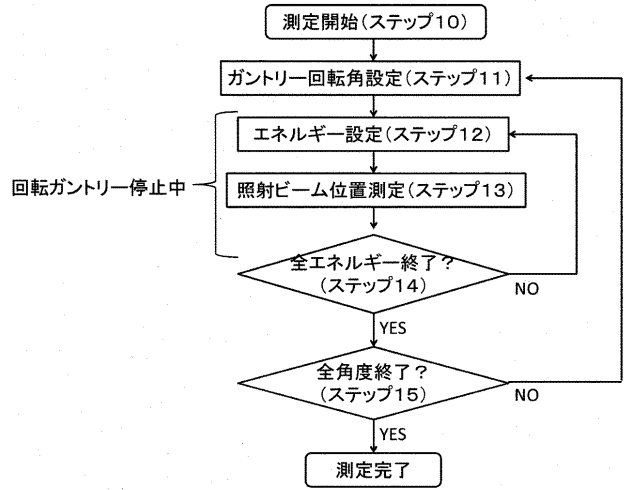 測定開始(ステップ10)
ガントリー回転角設定(ステップ11)
エネルギー設定(ステップ12)
回転ガントリー停止中
照射ビーム位置測定(ステップ13)
全エネルギー終了?
(ステップ14)
NO
YES
全角度終了?
(ステップ15)
NO
YES
測定完了